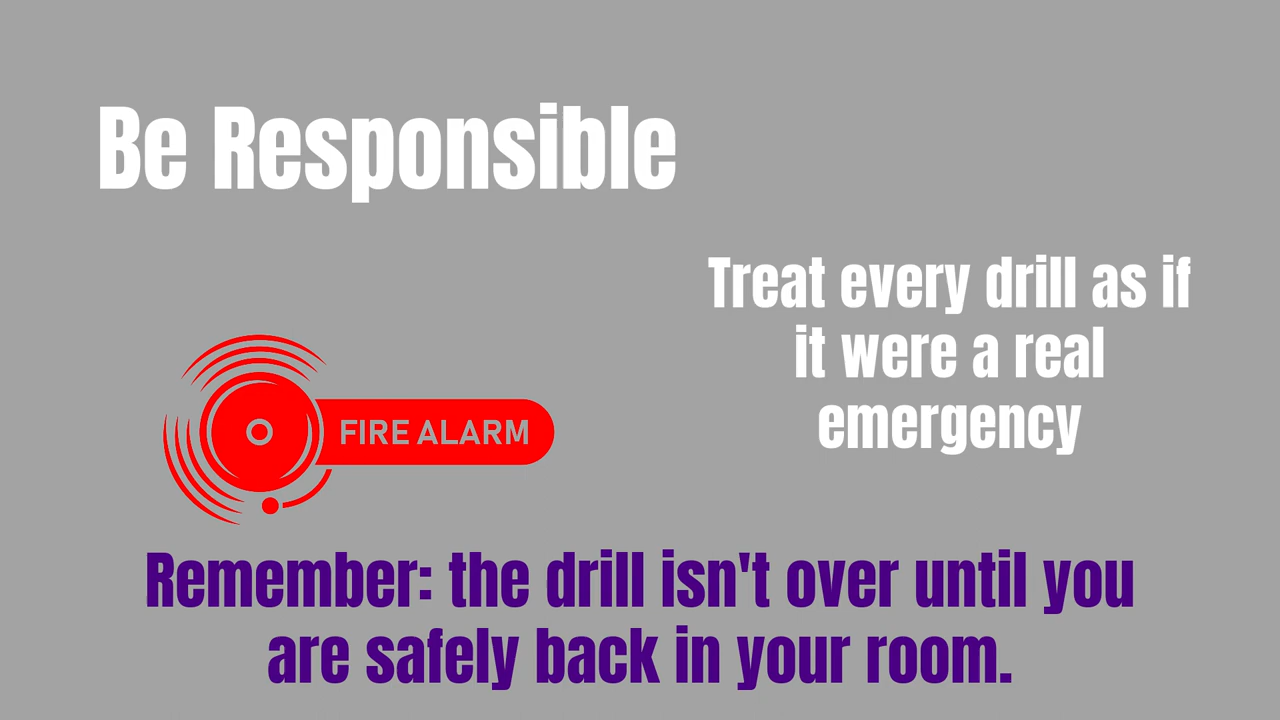 Be Responsible
Treat every drill as if
it were a real
emergency
FIRE ALARM
Remember: the drill isn't over until you
are safely back in your room.